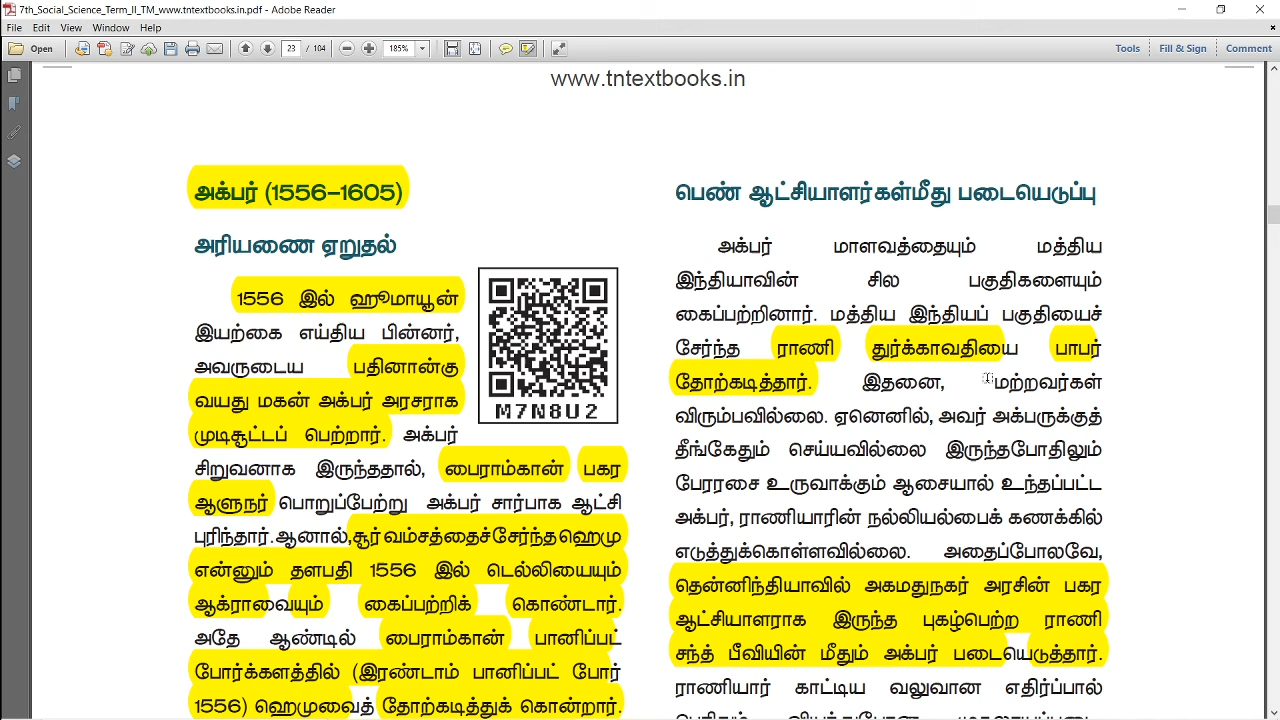 7th_Social_Science_Term_II_TM_www.tntextbooks.in.pdf - Adobe Reader
File Edit View Window Help
Open 23 / 104 185% Tools Fill & Sign Comment
www.tntextbooks.in
அக்பர் (1556–1605)
அரியணை ஏறுதல்
1556 இல் ஹூமாயூன்
இயற்கை எய்திய பின்னர்,
அவருடைய பதினான்கு
வயது மகன் அக்பர் அரசராக
முடிசூட்டப் பெற்றார். அக்பர்
சிறுவனாக இருந்ததால், பைராம்கான் பகர
ஆளுநர் பொறுப்பேற்று அக்பர் சார்பாக ஆட்சி
புரிந்தார். ஆனால், சூர் வம்சத்தைச் சேர்ந்த ஹெமு
என்னும் தளபதி 1556 இல் டெல்லியையும்
ஆக்ராவையும் கைப்பற்றிக் கொண்டார்.
அதே ஆண்டில் பைராம்கான் பானிப்பட்
போர்க்களத்தில் (இரண்டாம் பானிப்பட் போர்
1556) ஹெமுவைத் தோற்கடித்துக் கொன்றார்.
M7N8U2
பெண் ஆட்சியாளர்கள்மீது படையெடுப்பு
அக்பர் மாளவத்தையும் மத்திய
இந்தியாவின் சில பகுதிகளையும்
கைப்பற்றினார். மத்திய இந்தியப் பகுதியைச்
சேர்ந்த ராணி துர்க்காவதியை பாபர்
தோற்கடித்தார். இதனை, மற்றவர்கள்
விரும்பவில்லை. ஏனெனில், அவர் அக்பருக்குத்
தீங்கேதும் செய்யவில்லை இருந்தபோதிலும்
பேரரசை உருவாக்கும் ஆசையால் உந்தப்பட்ட
அக்பர், ராணியாரின் நல்லியல்பைக் கணக்கில்
எடுத்துக்கொள்ளவில்லை. அதைப்போலவே,
தென்னிந்தியாவில் அகமதுநகர் அரசின் பகர
ஆட்சியாளராக இருந்த புகழ்பெற்ற ராணி
சந்த் பீவியின் மீதும் அக்பர் படையெடுத்தார்.
ராணியார் காட்டிய வலுவான எதிர்ப்பால்